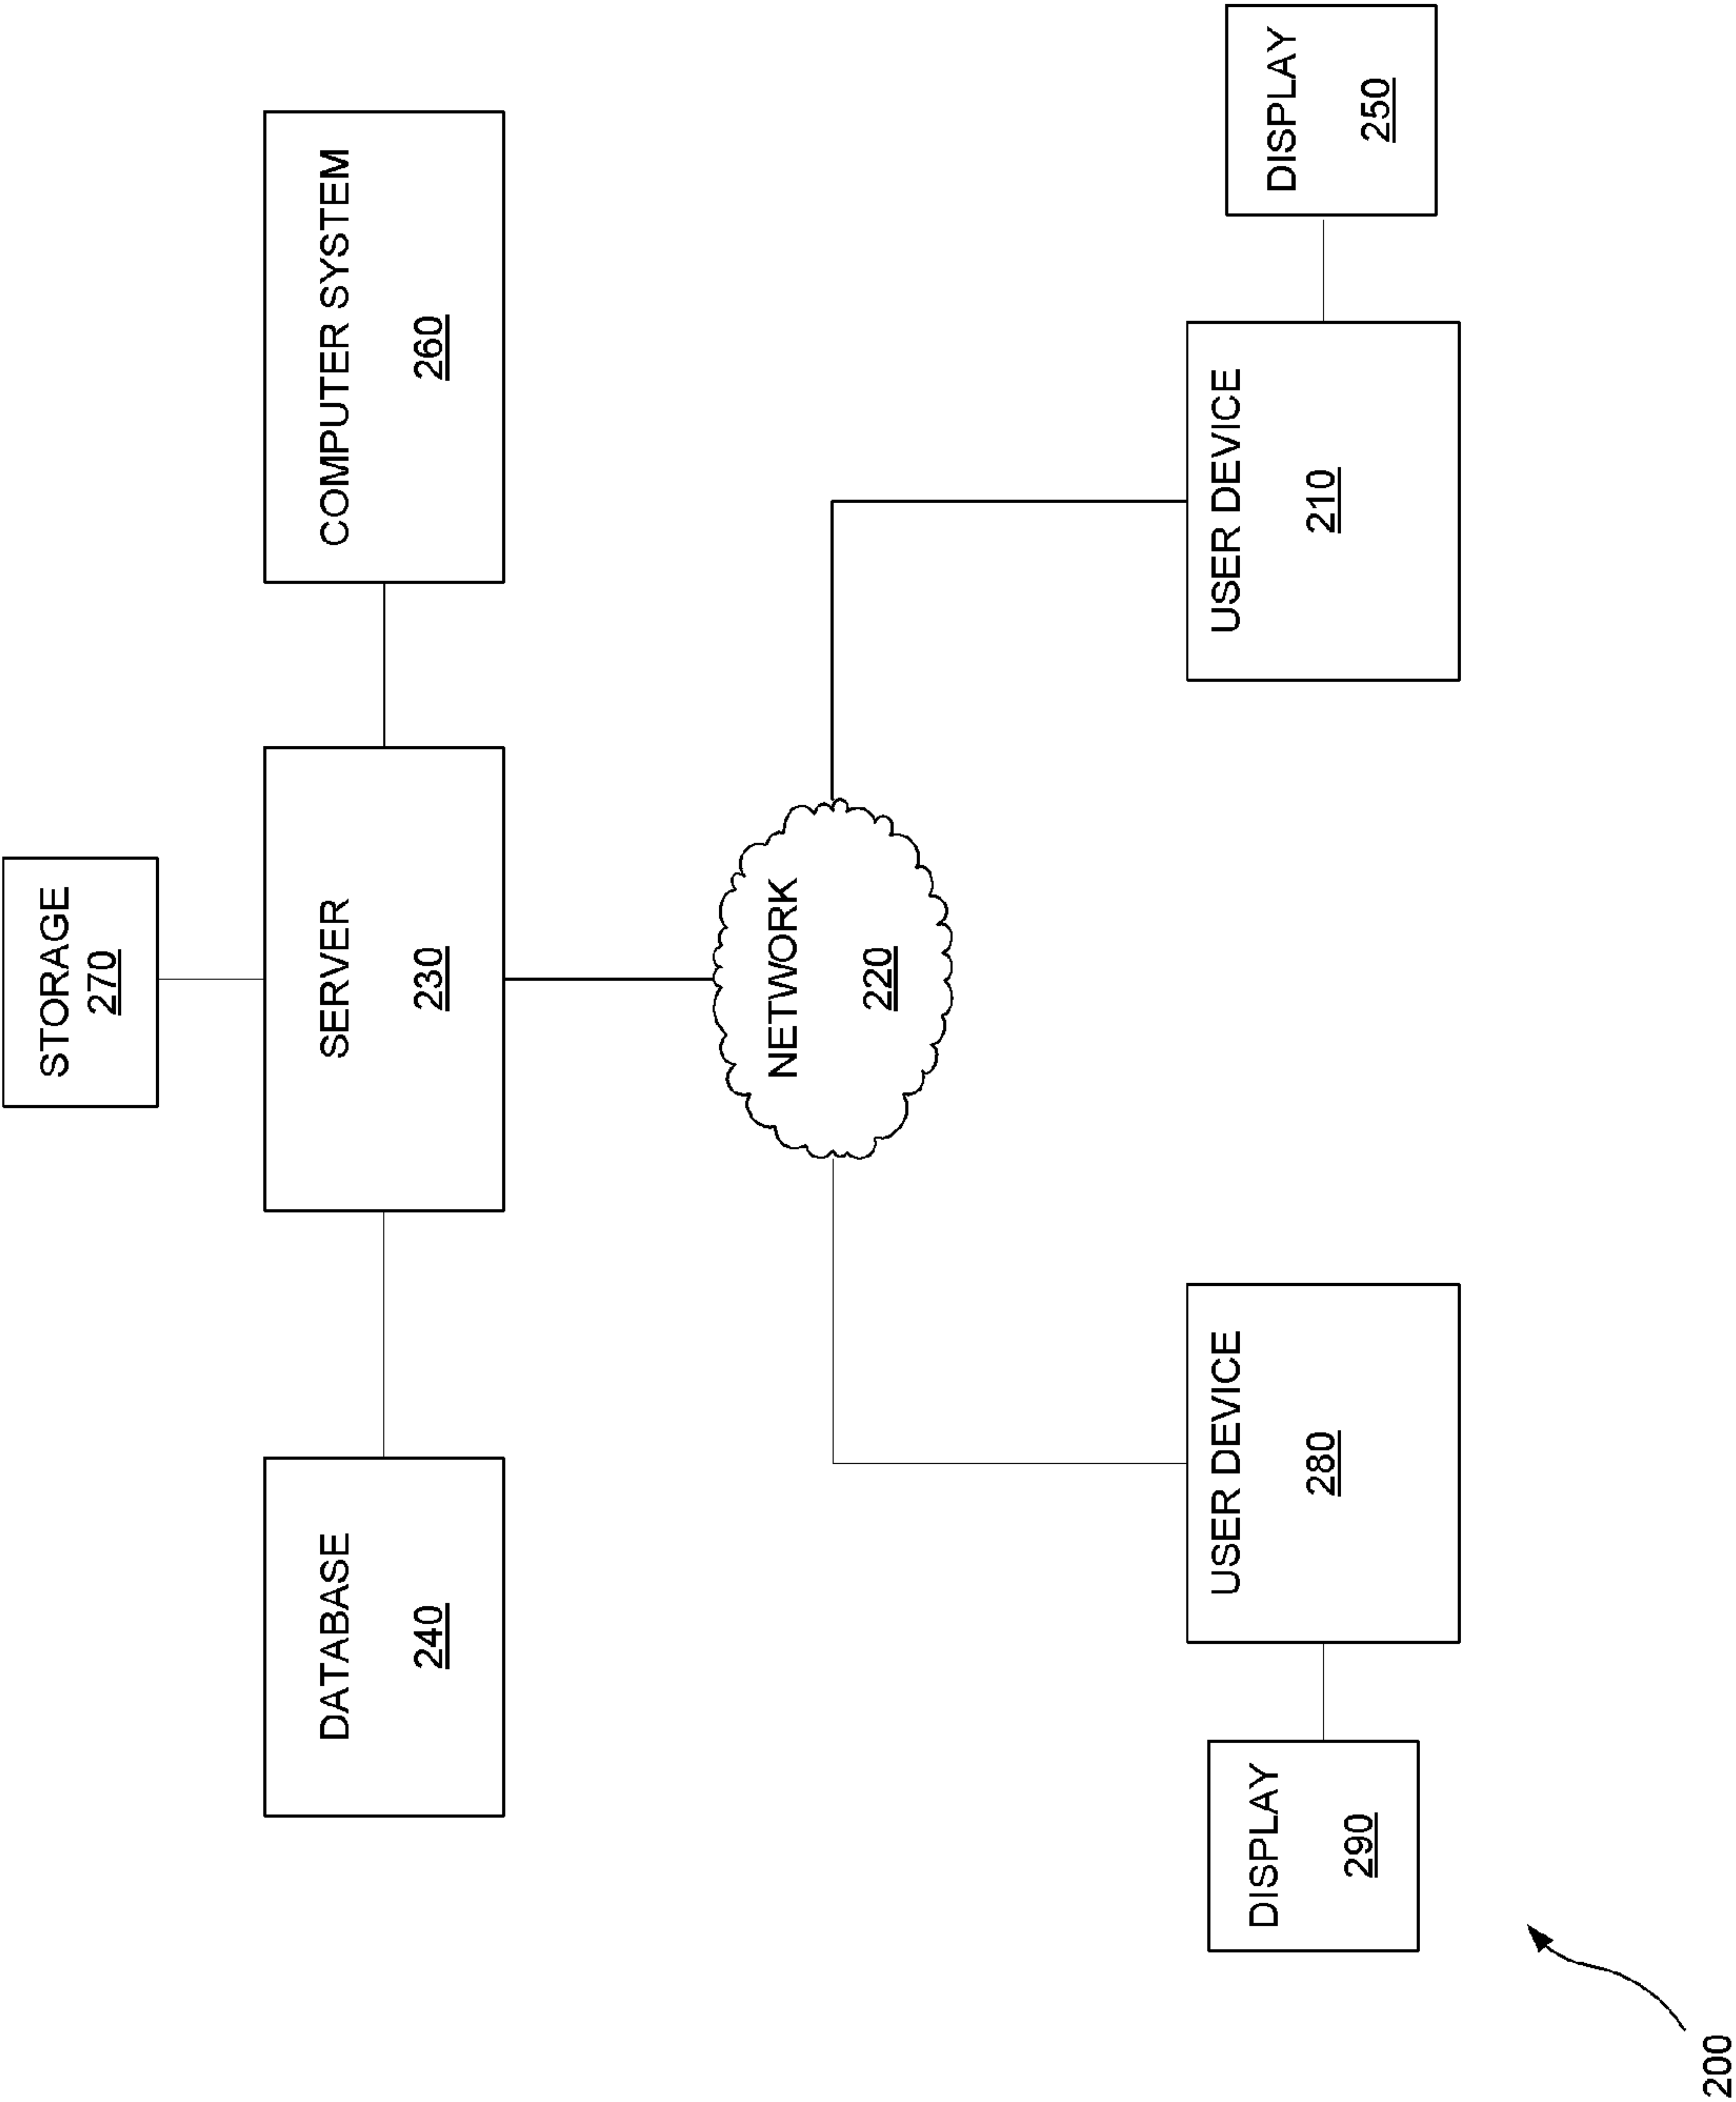 STORAGE
270
DATABASE
240
SERVER
230
COMPUTER SYSTEM
260
NETWORK
220
DISPLAY
290
USER DEVICE
280
USER DEVICE
210
DISPLAY
250
200